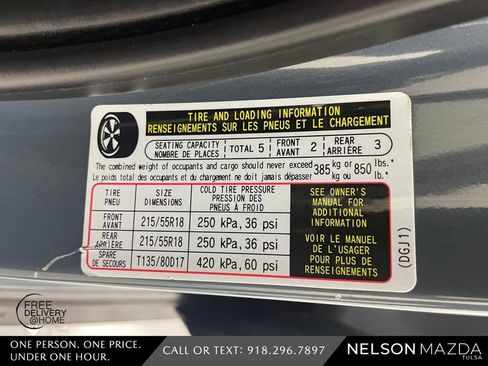 TIRE AND LOADING INFORMATION
RENSEIGNEMENTS SUR LES PNEUS ET LE CHARGEMENT
SEATING CAPACITY
NOMBRE DE PLACES
TOTAL 5
FRONT
AVANT
2
REAR
ARRIÈRE
3
The combined weight of occupants and cargo should never exceed 385 kg or 850 lbs.*
Le poids total des occupants et du chargement ne doit jamais dépasser kg ou lb.*
TIRE
PNEU
SIZE
DIMENSIONS
COLD TIRE PRESSURE
PRESSION DES
PNEUS À FROID
FRONT
AVANT
215/55R18
250 kPa, 36 psi
REAR
ARRIÈRE
215/55R18
250 kPa, 36 psi
SPARE
DE SECOURS
T135/80D17
420 kPa, 60 psi
SEE OWNER'S
MANUAL FOR
ADDITIONAL
INFORMATION
VOIR LE MANUEL
DE L'USAGER
POUR PLUS DE
RENSEIGNEMENTS
(DGJ1)
FREE
DELIVERY
@HOME
ONE PERSON. ONE PRICE.
UNDER ONE HOUR.
CALL OR TEXT: 918.296.7897
NELSON MAZDA
TULSA